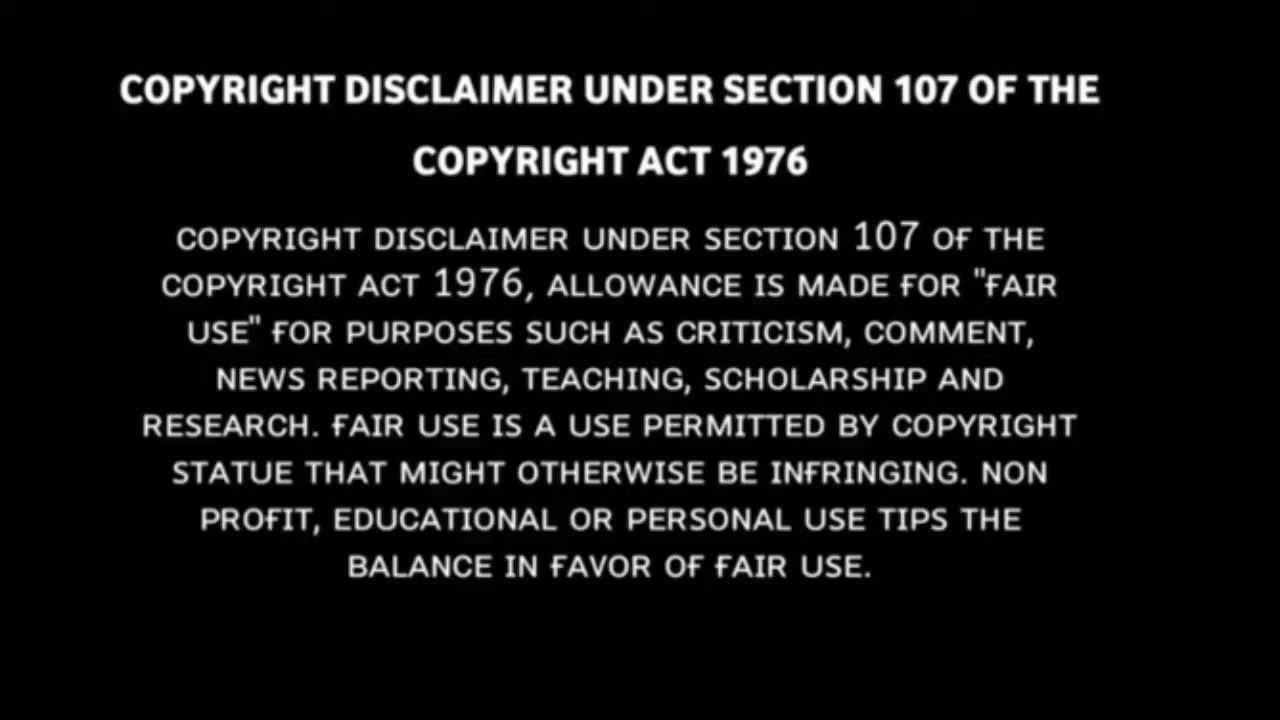 COPYRIGHT DISCLAIMER UNDER SECTION 107 OF THE
COPYRIGHT ACT 1976
COPYRIGHT DISCLAIMER UNDER SECTION 107 OF THE
COPYRIGHT ACT 1976, ALLOWANCE IS MADE FOR "FAIR
USE" FOR PURPOSES SUCH AS CRITICISM, COMMENT,
NEWS REPORTING, TEACHING, SCHOLARSHIP AND
RESEARCH. FAIR USE IS A USE PERMITTED BY COPYRIGHT
STATUE THAT MIGHT OTHERWISE BE INFRINGING. NON
PROFIT, EDUCATIONAL OR PERSONAL USE TIPS THE
BALANCE IN FAVOR OF FAIR USE.